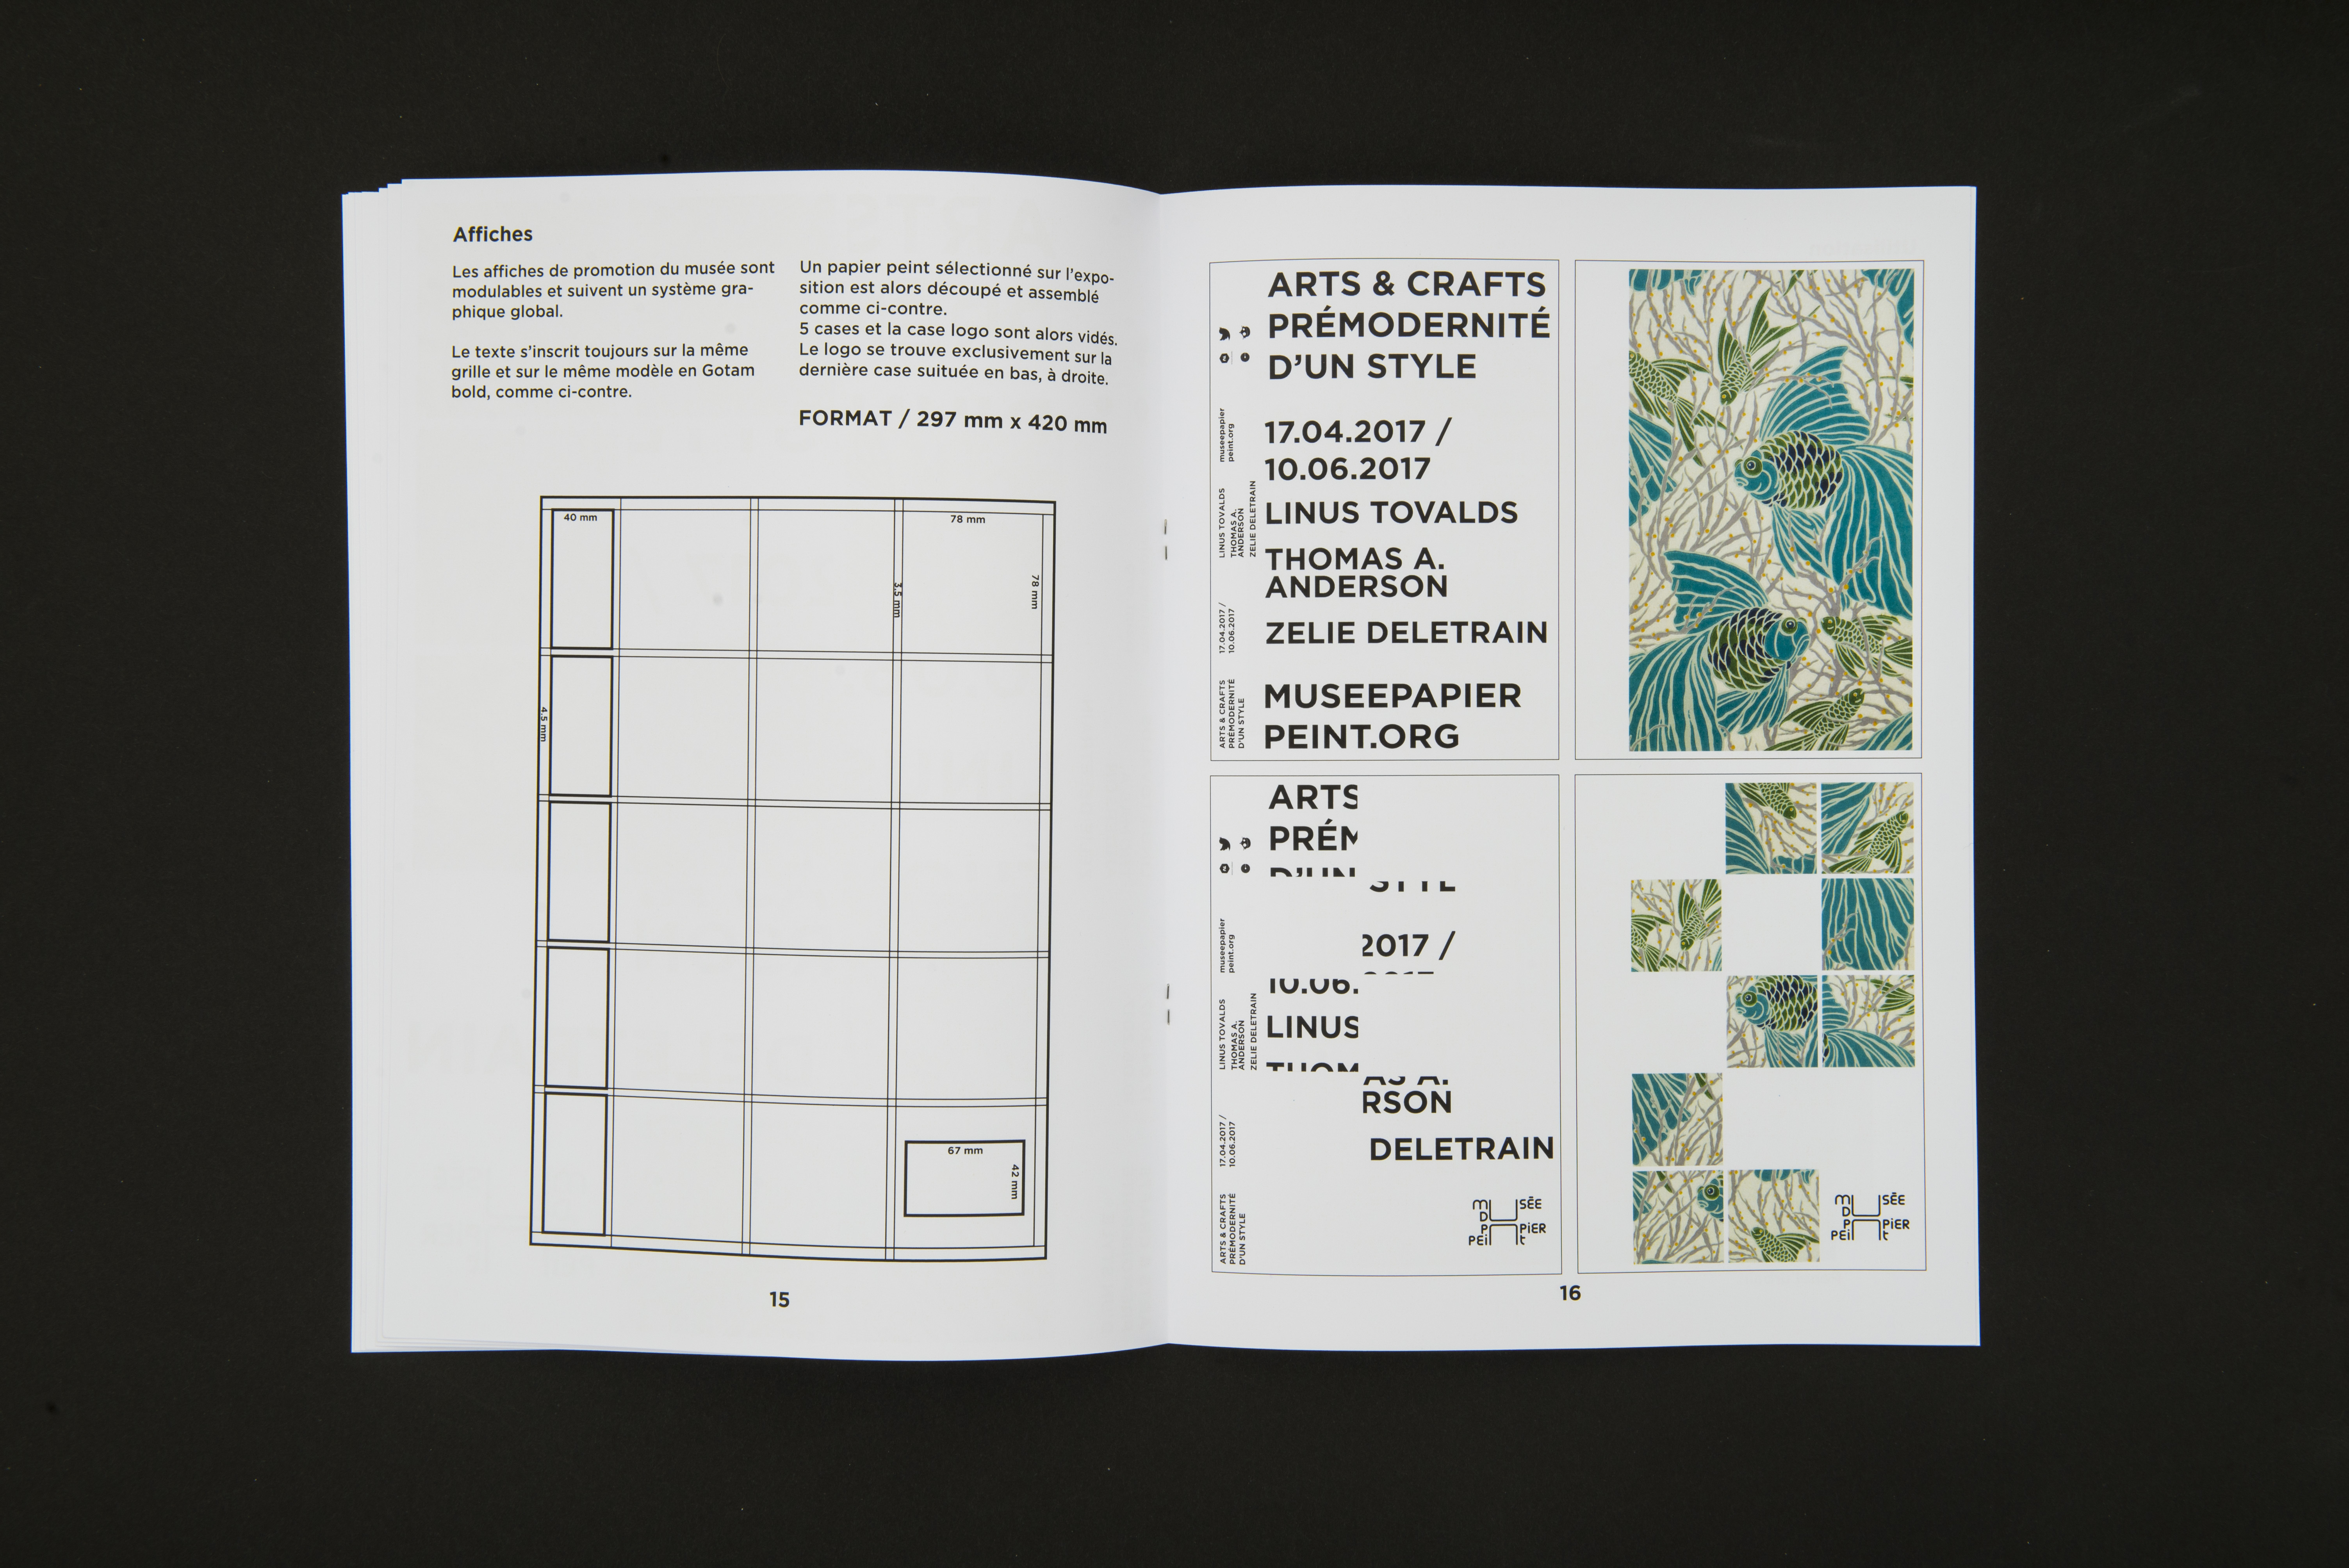 Affiches
Les affiches de promotion du musée sont
modulables et suivent un système gra-
phique global.
Le texte s'inscrit toujours sur la même
grille et sur le même modèle en Gotam
bold, comme ci-contre.
Un papier peint sélectionné sur l'expo-
sition est alors découpé et assemblé
comme ci-contre.
5 cases et la case logo sont alors vidés.
Le logo se trouve exclusivement sur la
dernière case suituée en bas, à droite.
FORMAT / 297 mm x 420 mm
40 mm
78 mm
3.5 mm
78 mm
4.5 mm
67 mm
42 mm
15
ARTS & CRAFTS
PRÉMODERNITÉ
D'UN STYLE
17.04.2017 /
10.06.2017
LINUS TOVALDS
THOMAS A.
ANDERSON
ZELIE DELETRAIN
MUSEEPAPIER
PEINT.ORG
museepapier
peint.org
LINUS TOVALDS
THOMAS A.
ANDERSON
ZELIE DELETRAIN
17.04.2017 /
10.06.2017
ARTS & CRAFTS
PRÉMODERNITÉ
D'UN STYLE
ARTS
PRÉM
D'UN STYL
2017 /
10.06.
LINUS
THOM AS A.
RSON
DELETRAIN
museepapier
peint.org
LINUS TOVALDS
THOMAS A.
ANDERSON
ZELIE DELETRAIN
17.04.2017 /
10.06.2017
ARTS & CRAFTS
PRÉMODERNITÉ
D'UN STYLE
m SÉE
D
P PiER
PEi t
m SÉE
D
P PiER
PEi t
16